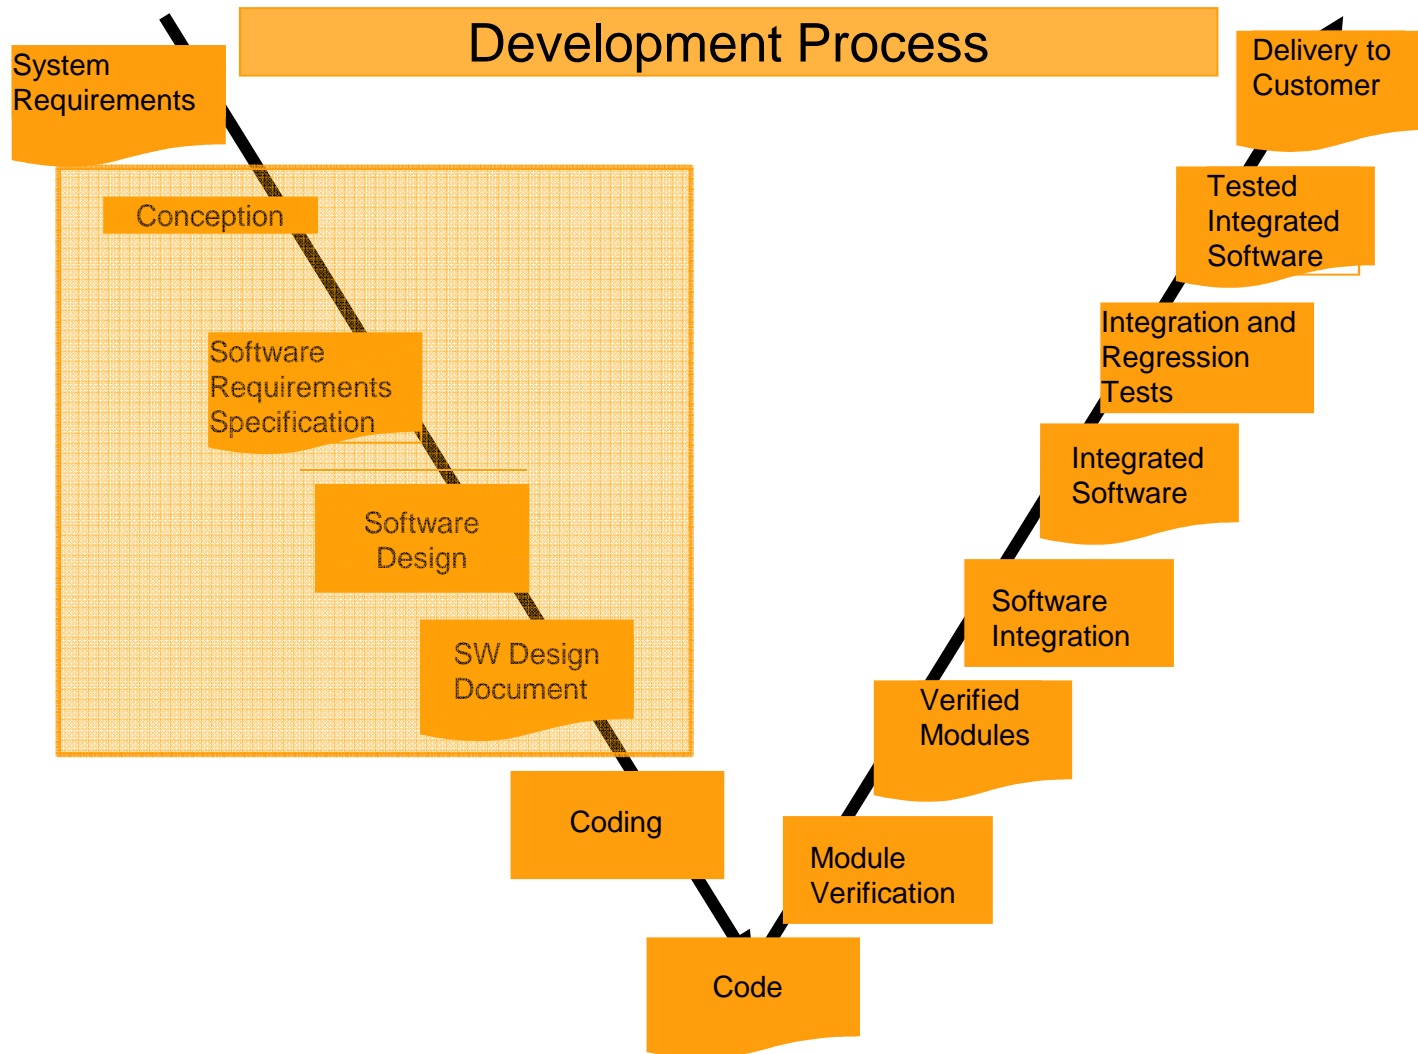 Development Process
System
Requirements
Conception
Software
Requirements
Specification
Software
Design
SW Design
Document
Coding
Code
Module
Verification
Verified
Modules
Software
Integration
Integrated
Software
Integration and
Regression
Tests
Tested
Integrated
Software
Delivery to
Customer